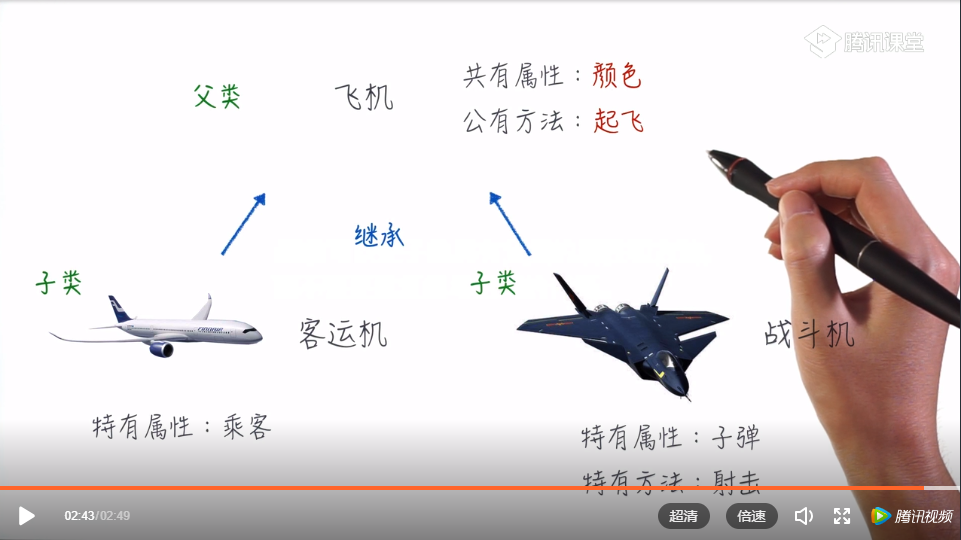 腾讯课堂
共有属性：颜色
父类 飞机
公有方法：起飞
继承
子类 子类
客运机 战斗机
特有属性：乘客
特有属性：子弹
特有方法：射击
02:43/02:49 超清 倍速 腾讯视频